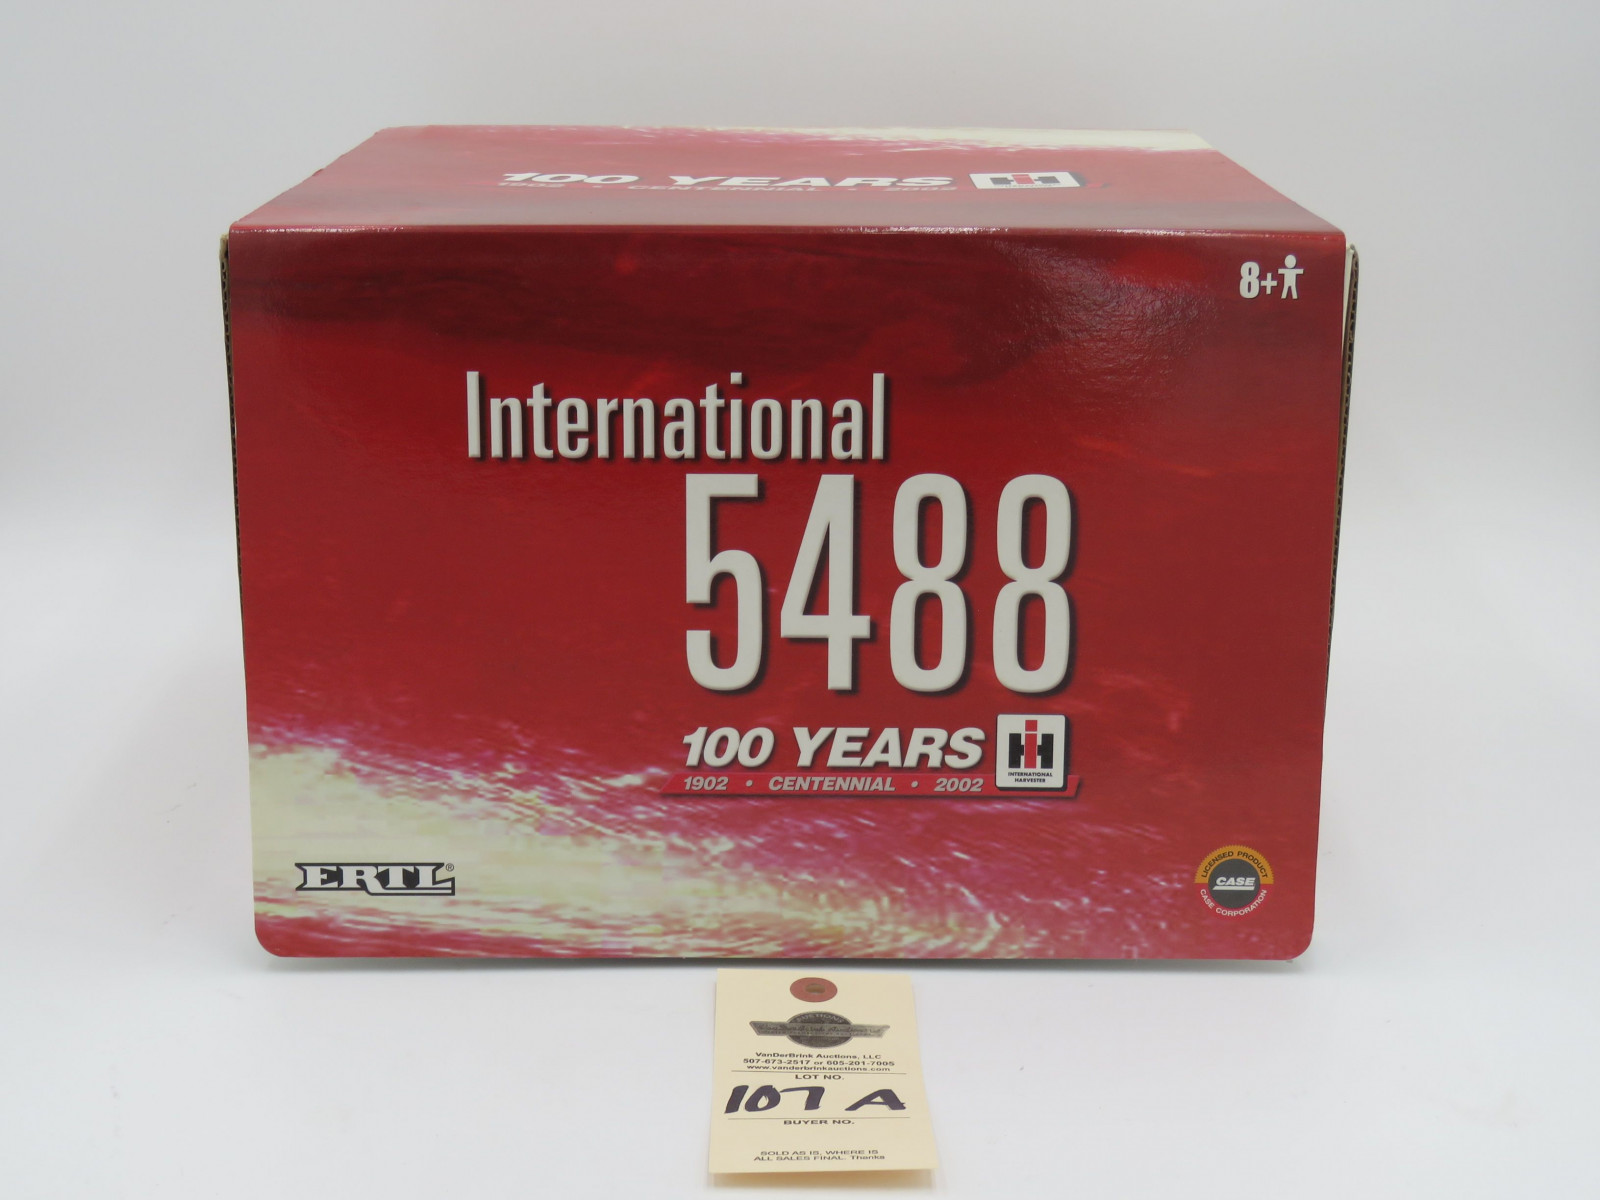 100 YEARS IH
1902 • CENTENNIAL • 2002
8+
International
5488
100 YEARS IH
INTERNATIONAL
HARVESTER
1902 • CENTENNIAL • 2002
ERTL®
LICENSED PRODUCT
CASE
CASE CORPORATION
VanDerBrink Auctions, LLC
507-673-2517 or 605-201-7005
www.vanderbrinkauctions.com
LOT NO.
107 A
BUYER NO.
SOLD AS IS, WHERE IS
ALL SALES FINAL. Thanks